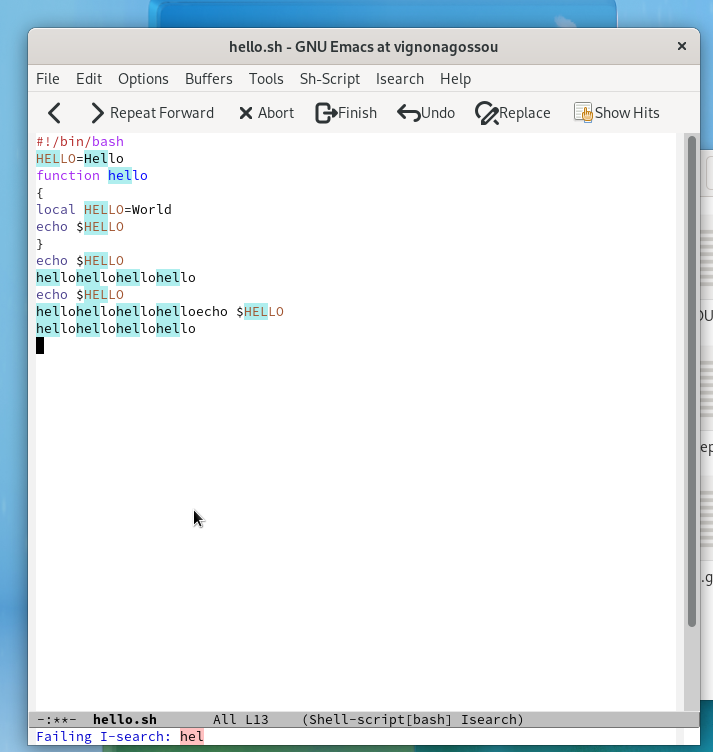 hello.sh - GNU Emacs at vignonagossou
File Edit Options Buffers Tools Sh-Script Isearch Help
Repeat Forward Abort Finish Undo Replace Show Hits
#!/bin/bash
HELLO=Hello
function hello
{
local HELLO=World
echo $HELLO
}
echo $HELLO
hellohellohellohello
echo $HELLO
hellohellohellohelloecho $HELLO
hellohellohellohello
-:**- hello.sh All L13 (Shell-script[bash] Isearch)
Failing I-search: hel